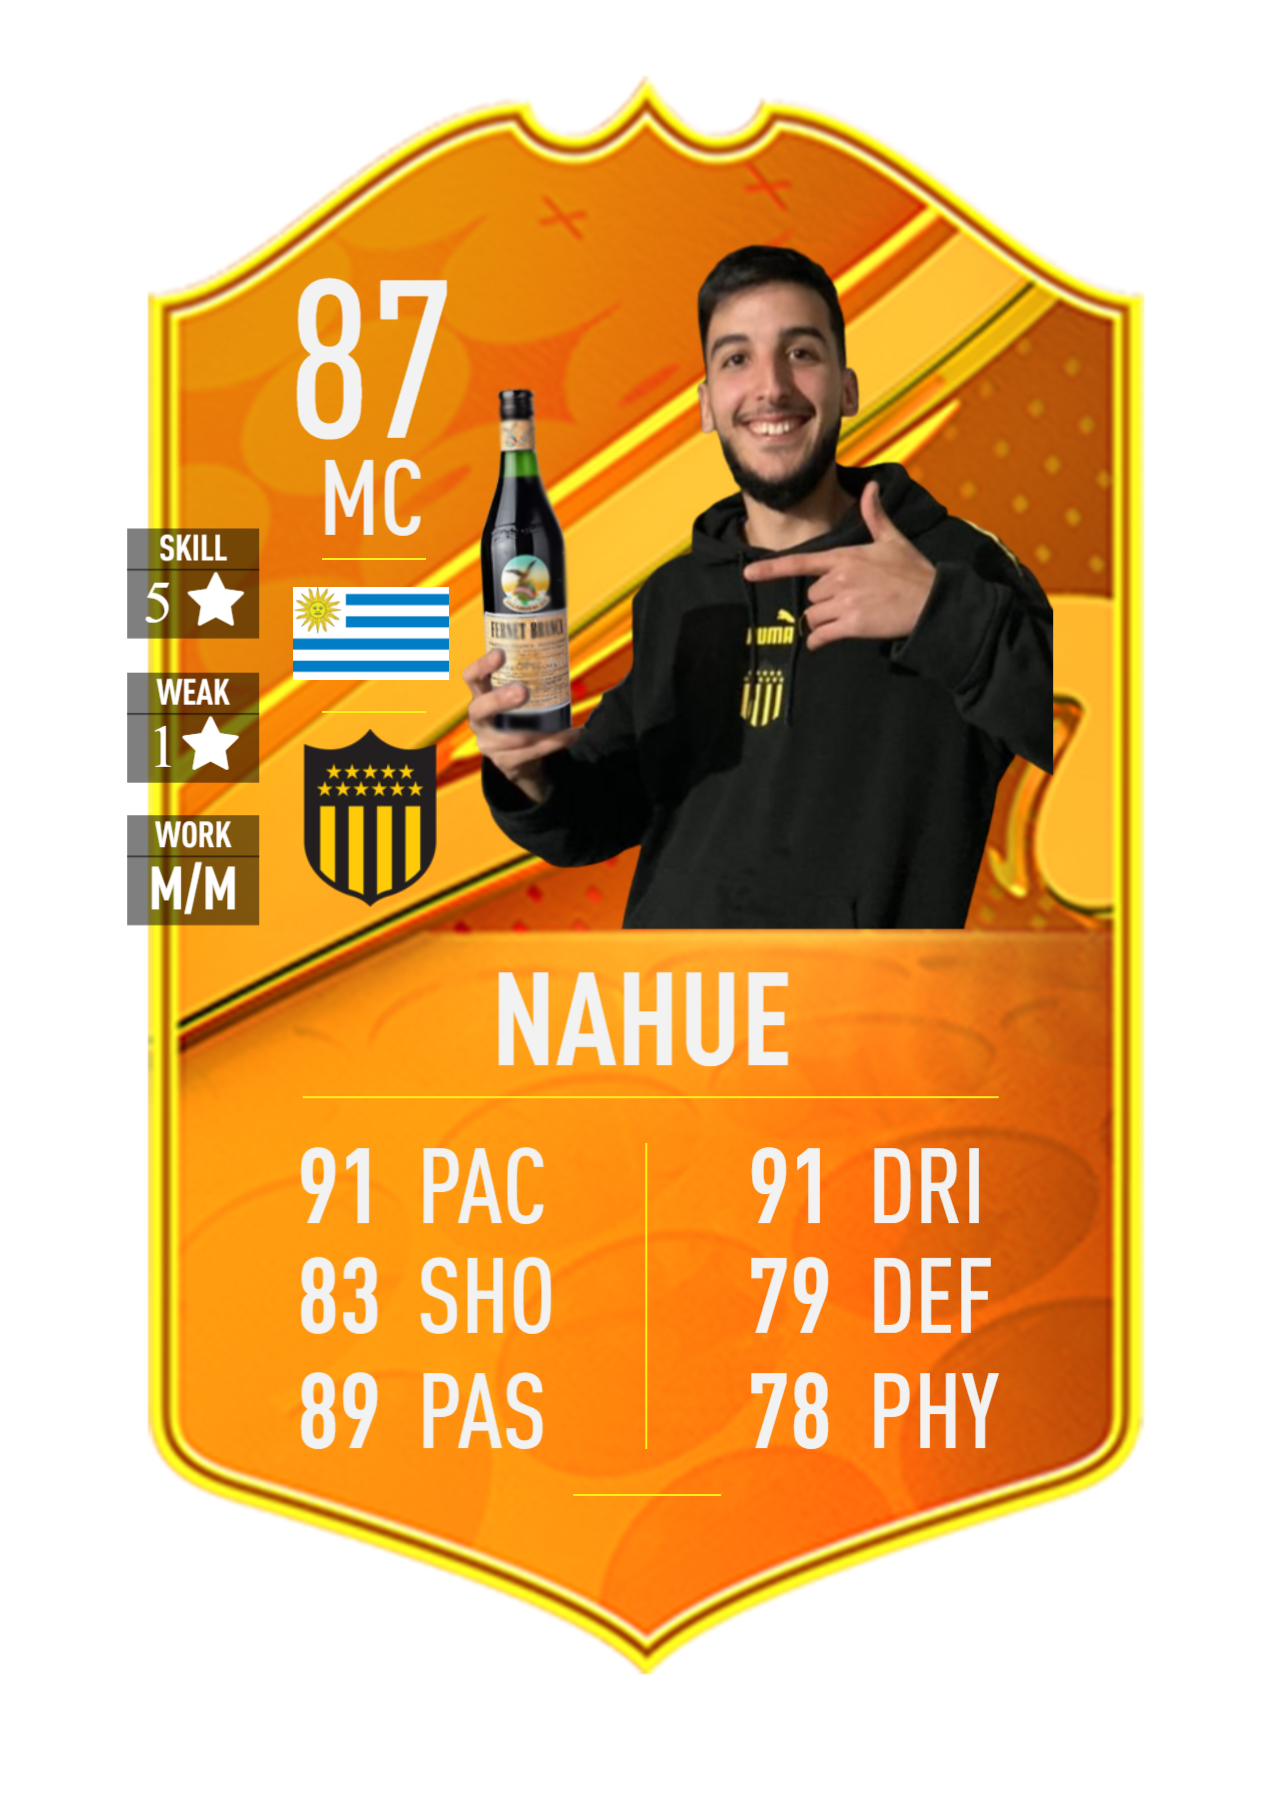 87
MC
SKILL
5
WEAK
1
WORK
M/M
FERNET BRANCA
PUMA
NAHUE
91 PAC
83 SHO
89 PAS
91 DRI
79 DEF
78 PHY